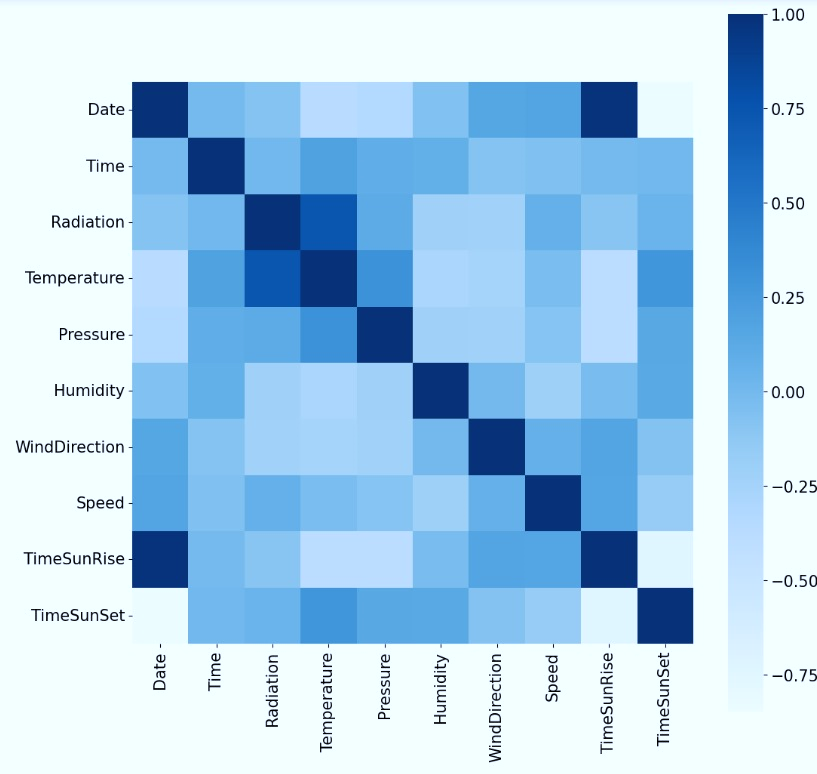 1.00
Date
0.75
Time
0.50
Radiation
Temperature
0.25
Pressure
0.00
Humidity
WindDirection
−0.25
Speed
TimeSunRise
−0.50
TimeSunSet
−0.75
Date
Time
Radiation
Temperature
Pressure
Humidity
WindDirection
Speed
TimeSunRise
TimeSunSet